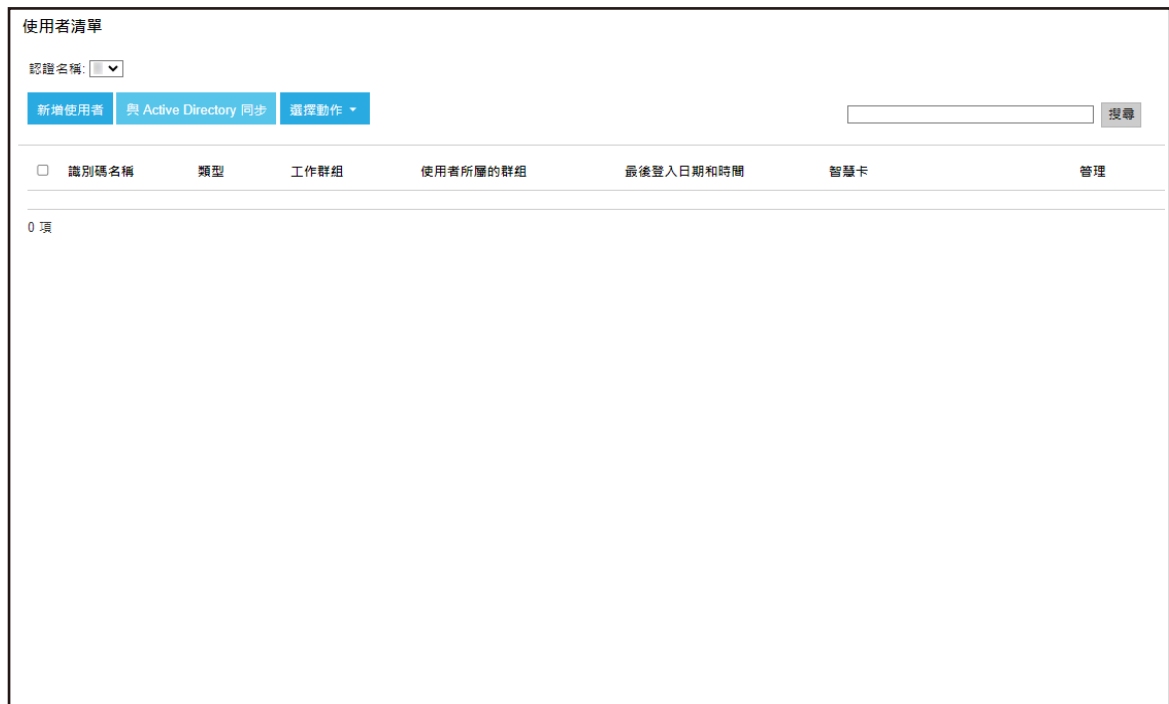 使用者清單
認證名稱:
新增使用者 與 Active Directory 同步 選擇動作 搜尋
識別碼名稱 類型 工作群組 使用者所屬的群組 最後登入日期和時間 智慧卡 管理
0 項